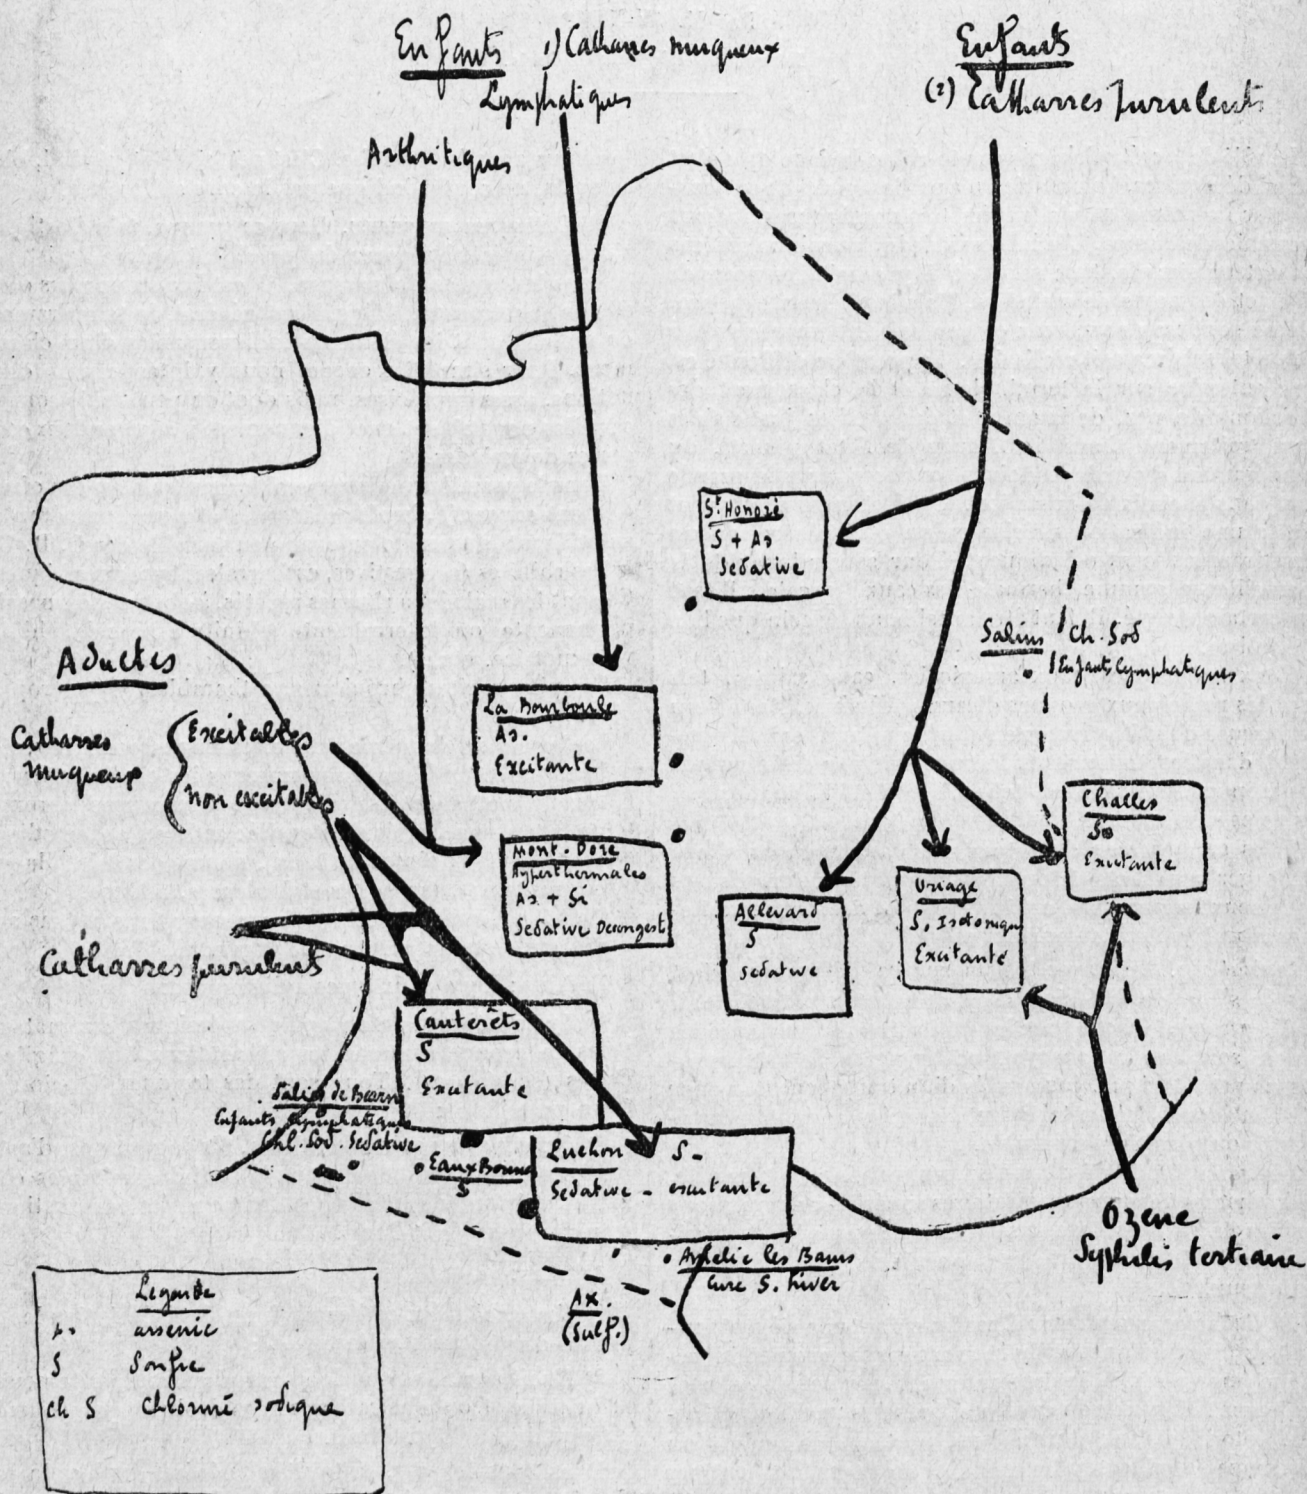 Enfants 1) Catharres muqueux
Lymphatiques
Arthritiques
Enfants
(2) Catharres purulents
St Honoré
S + As
Sedative
Salins Ch. Sod
Enfants lymphatiques
Adultes
Catharres
muqueux
Excitables
non excitables
La Bourboule
As.
Excitante
Mont-Dore
Hyperthermales
As + Si
Sedative Decongest
Challes
So
Excitante
Uriage
S. Isotonique
Excitante
Allevard
S
sedative
Catharres purulents
Cauterêts
S
Excitante
Salies de Bearn
Enfants lymphatiques
Chl. Sod. Sedative
Eaux Bonnes
S
Luchon S-
Sedative - excitante
Ozene
Syphilis tertiaire
Amelie les Bains
Cure S. hiver
Ax.
(Sulf.)
Legende
As arsenic
S Soufre
Ch S Chloruré sodique